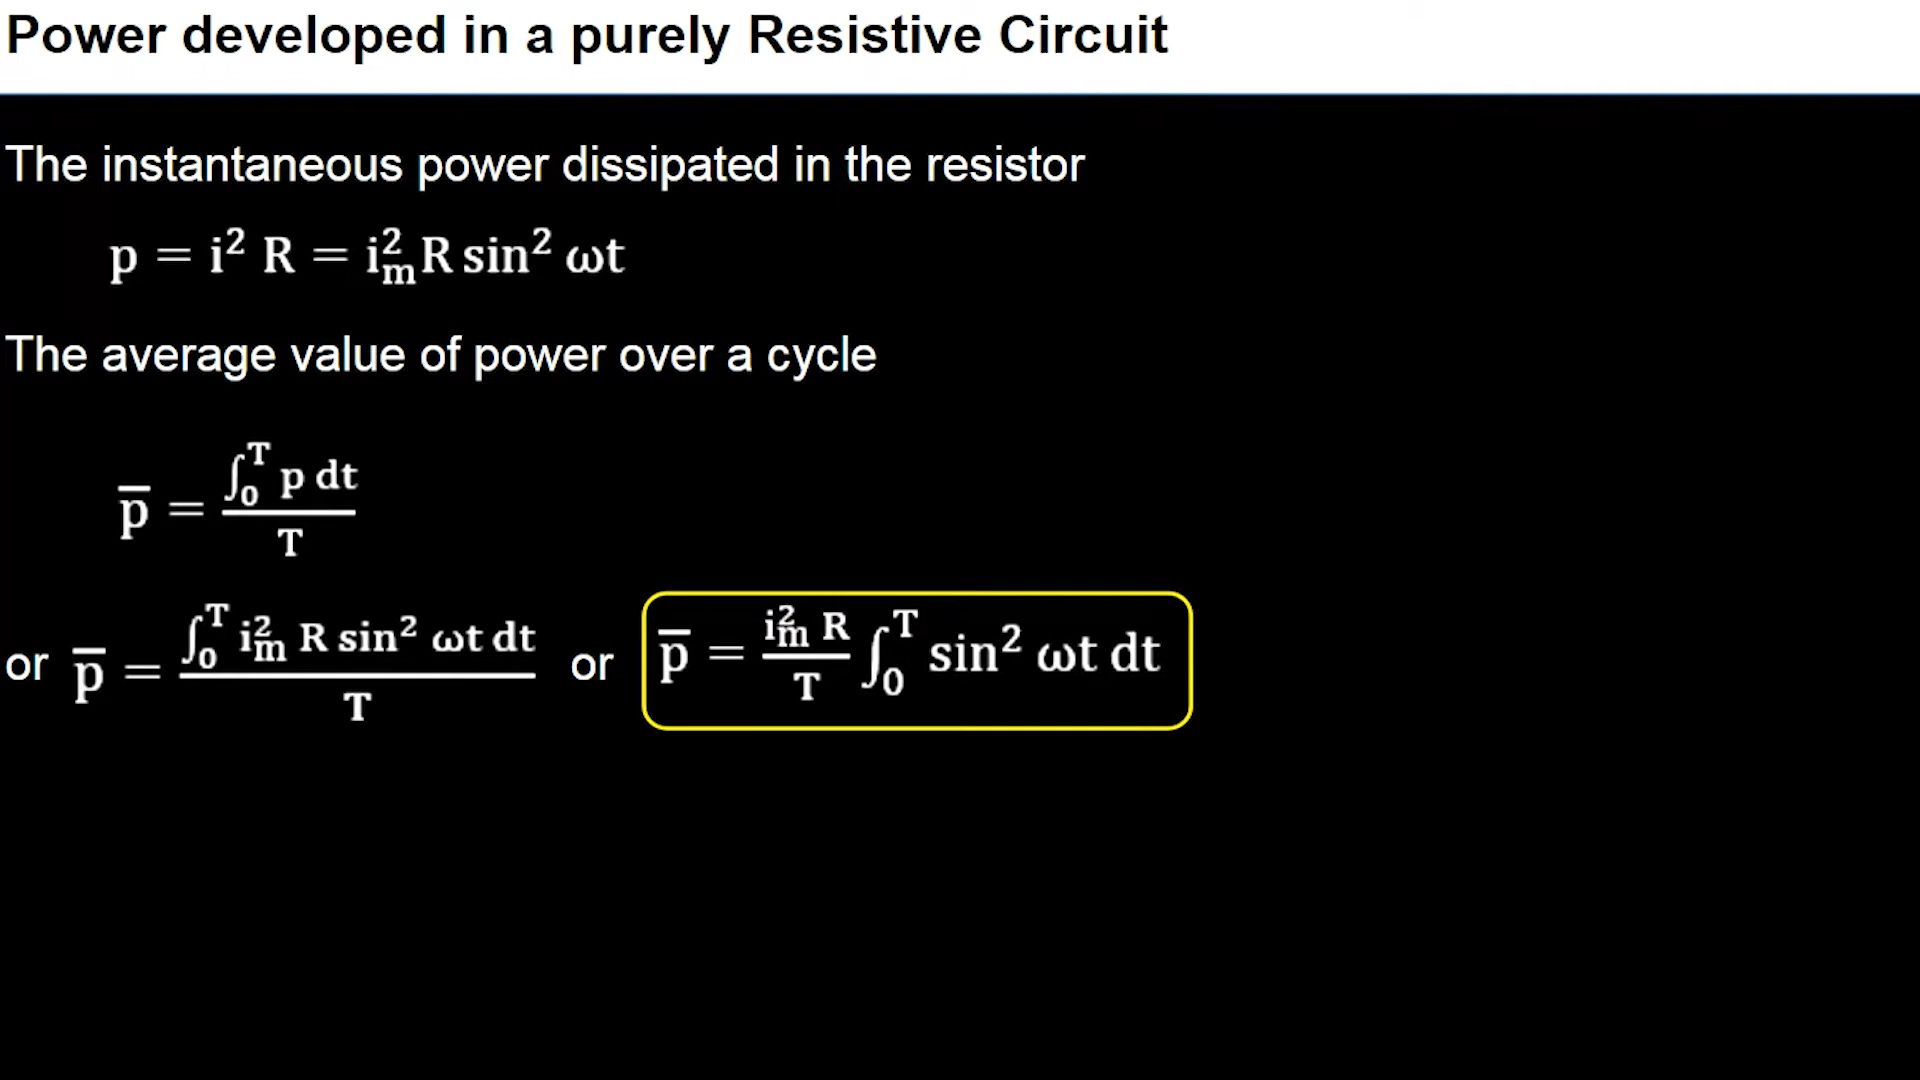 Power developed in a purely Resistive Circuit
The instantaneous power dissipated in the resistor
p = i² R = i²ₘ R sin² ωt
The average value of power over a cycle
p̅ = ∫₀ᵀ p dt / T
or p̅ = ∫₀ᵀ i²ₘ R sin² ωt dt / T or p̅ = i²ₘ R / T ∫₀ᵀ sin² ωt dt